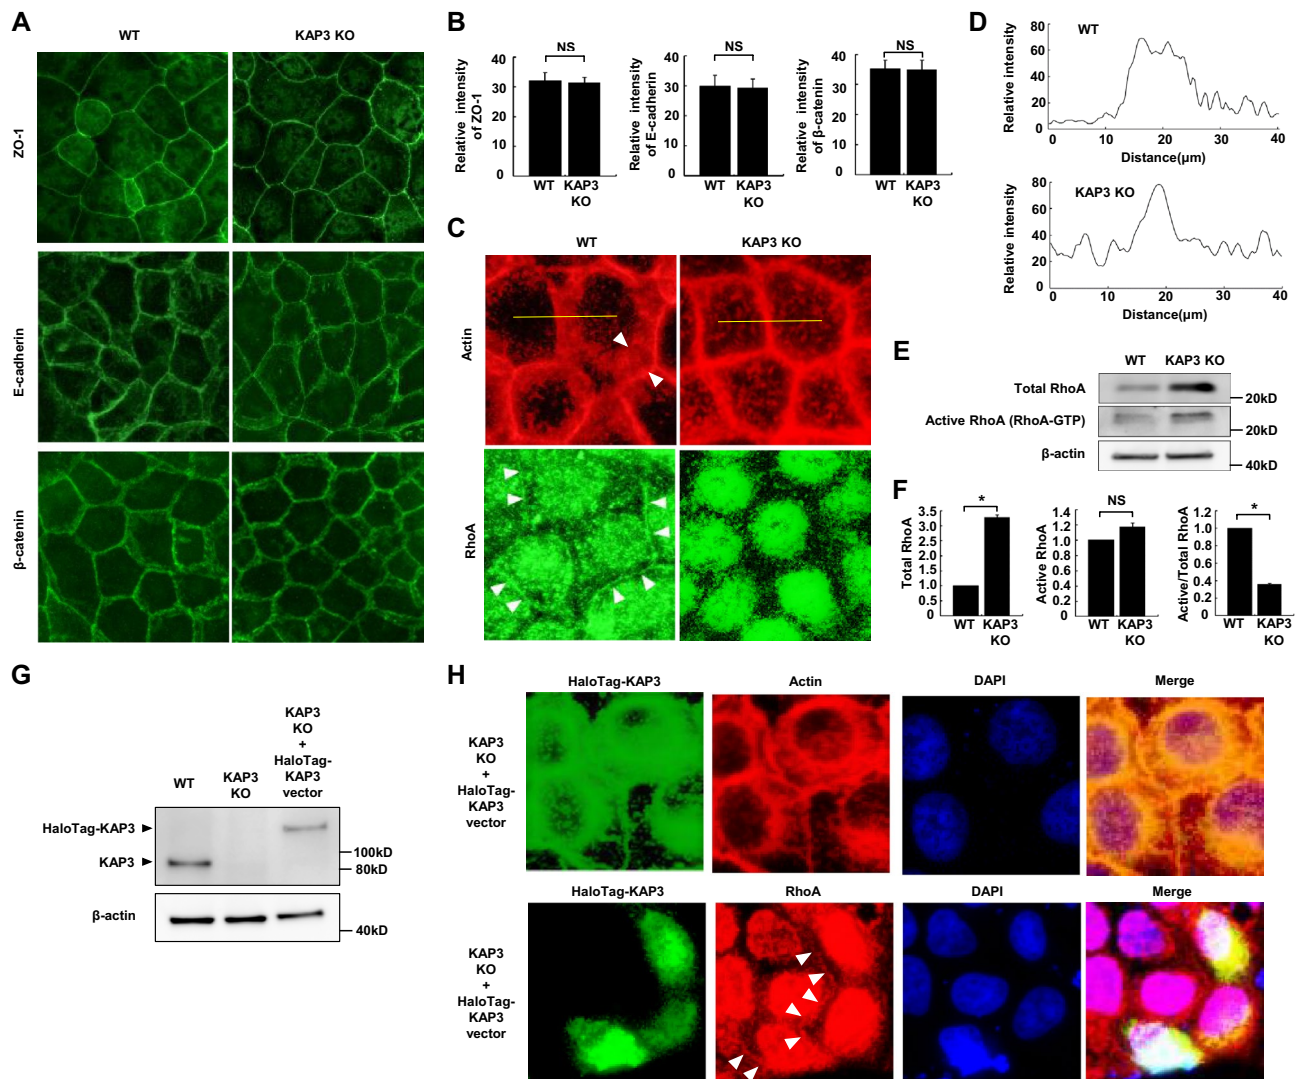 A
WT
KAP3 KO
ZO-1
E-cadherin
β-catenin
B
Relative intensity
of ZO-1
40
30
20
10
0
NS
WT
KAP3
KO
Relative intensity
of E-cadherin
40
30
20
10
0
NS
WT
KAP3
KO
Relative intensity
of β-catenin
40
30
20
10
0
NS
WT
KAP3
KO
C
WT
KAP3 KO
Actin
RhoA
D
WT
Relative intensity
80
60
40
20
0
0
10
20
30
40
Distance(μm)
KAP3 KO
Relative intensity
80
60
40
20
0
0
10
20
30
40
Distance(μm)
E
WT
KAP3 KO
Total RhoA
20kD
Active RhoA (RhoA-GTP)
20kD
β-actin
40kD
F
Total RhoA
3.5
3.0
2.5
2.0
1.5
1.0
0.5
0
*
WT
KAP3
KO
Active RhoA
1.4
1.2
1.0
0.8
0.6
0.4
0.2
0
NS
WT
KAP3
KO
Active/Total RhoA
1.2
1.0
0.8
0.6
0.4
0.2
0
*
WT
KAP3
KO
G
WT
KAP3
KO
KAP3
KO
+
HaloTag-
KAP3
vector
HaloTag-KAP3
KAP3
100kD
80kD
β-actin
40kD
H
HaloTag-KAP3
Actin
DAPI
Merge
KAP3
KO
+
HaloTag-
KAP3
vector
HaloTag-KAP3
RhoA
DAPI
Merge
KAP3
KO
+
HaloTag-
KAP3
vector